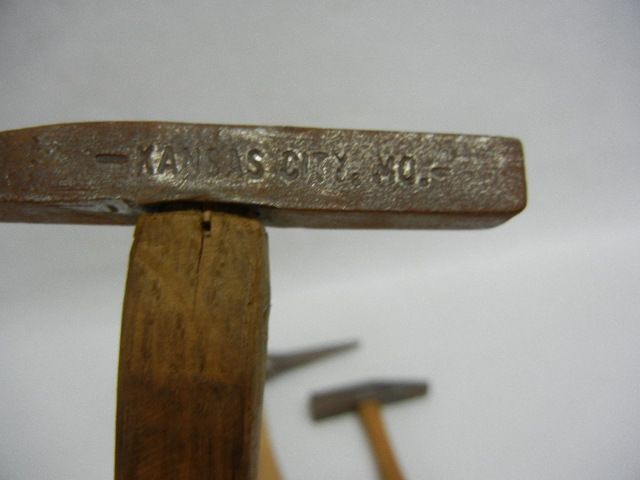 - KANSAS CITY, MO. -